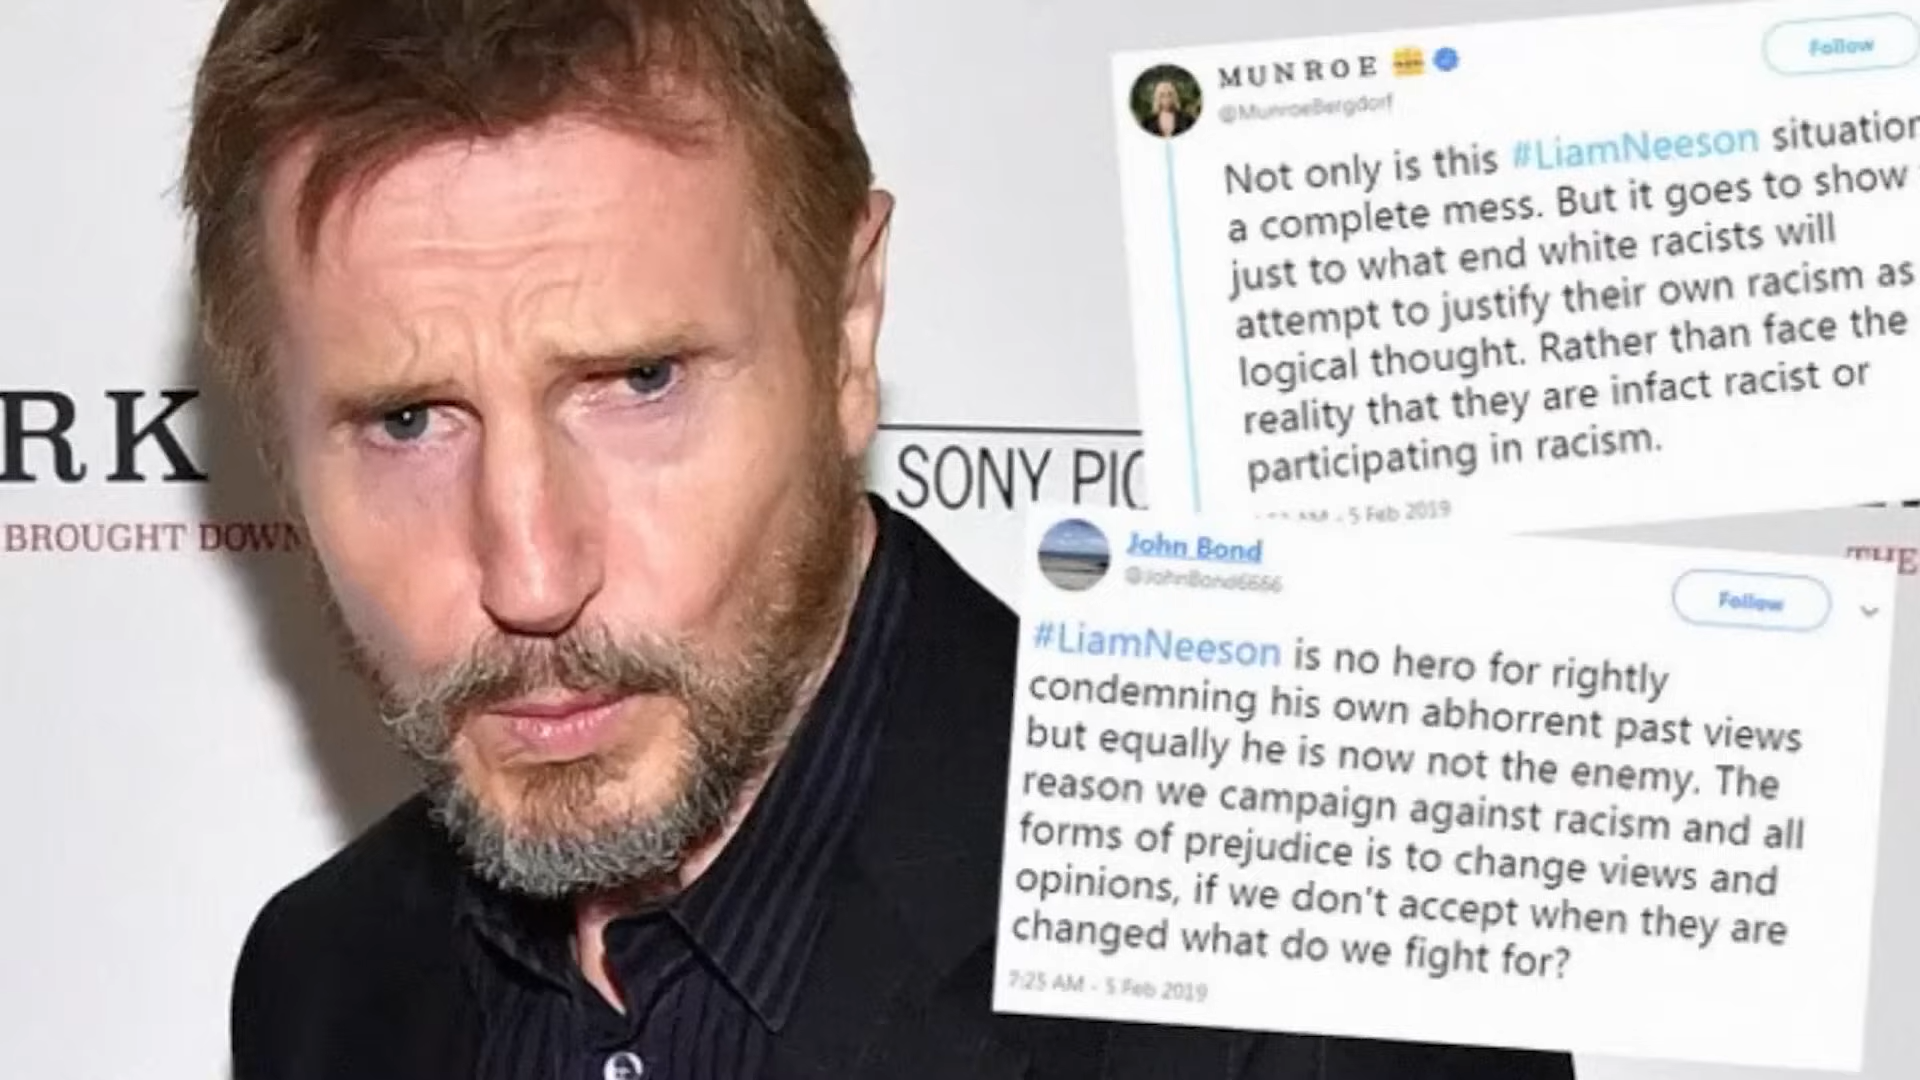 RK
BROUGHT DOWN
SONY PIC
THE
MUNROE
@MunroeBergdorf
Follow
Not only is this #LiamNeeson situation
a complete mess. But it goes to show
just to what end white racists will
attempt to justify their own racism as
logical thought. Rather than face the
reality that they are infact racist or
participating in racism.
AM - 5 Feb 2019
John Bond
@JohnBond6666
Follow
#LiamNeeson is no hero for rightly
condemning his own abhorrent past views
but equally he is now not the enemy. The
reason we campaign against racism and all
forms of prejudice is to change views and
opinions, if we don't accept when they are
changed what do we fight for?
7:25 AM - 5 Feb 2019